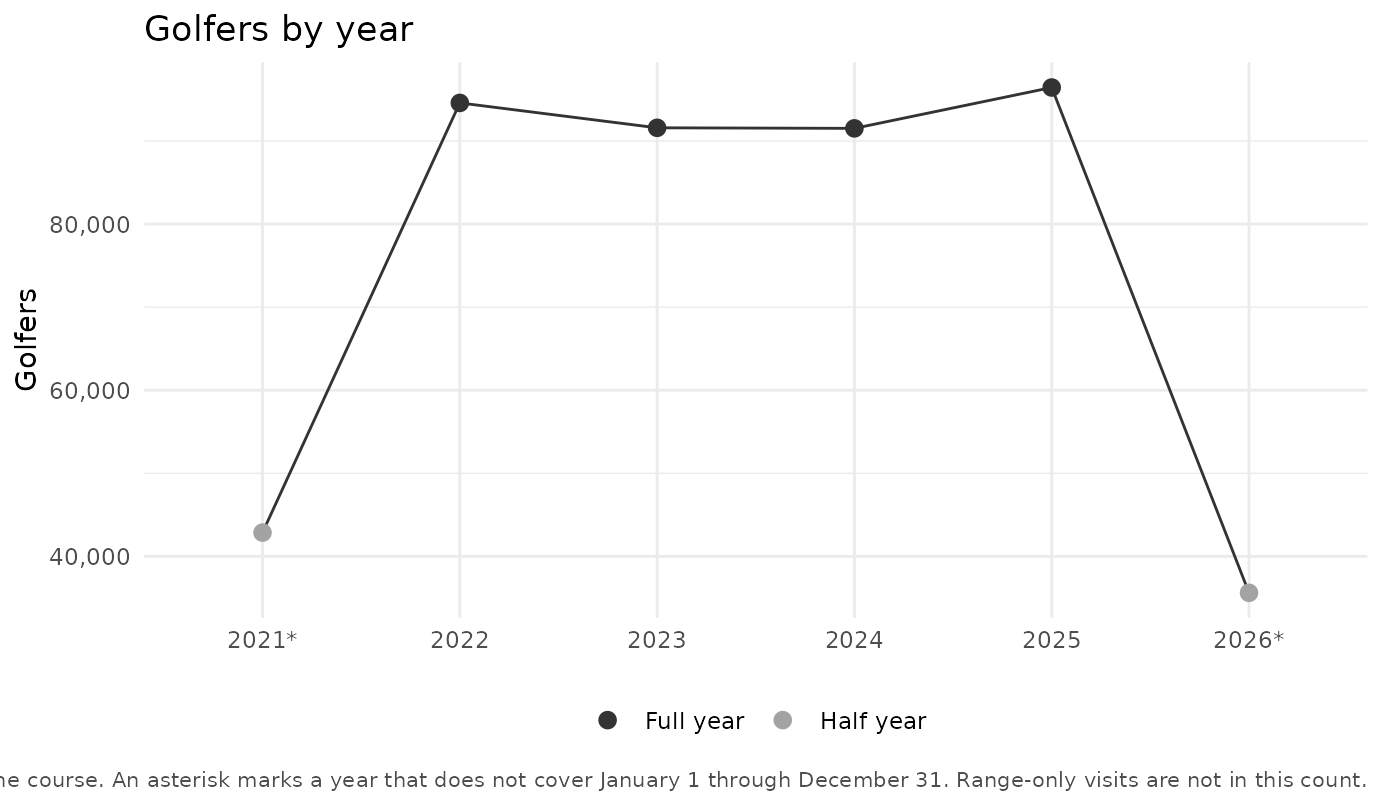 Golfers by year
Golfers
80,000
60,000
40,000
2021*
2022
2023
2024
2025
2026*
Full year
Half year
course. An asterisk marks a year that does not cover January 1 through December 31. Range-only visits are not in this count.